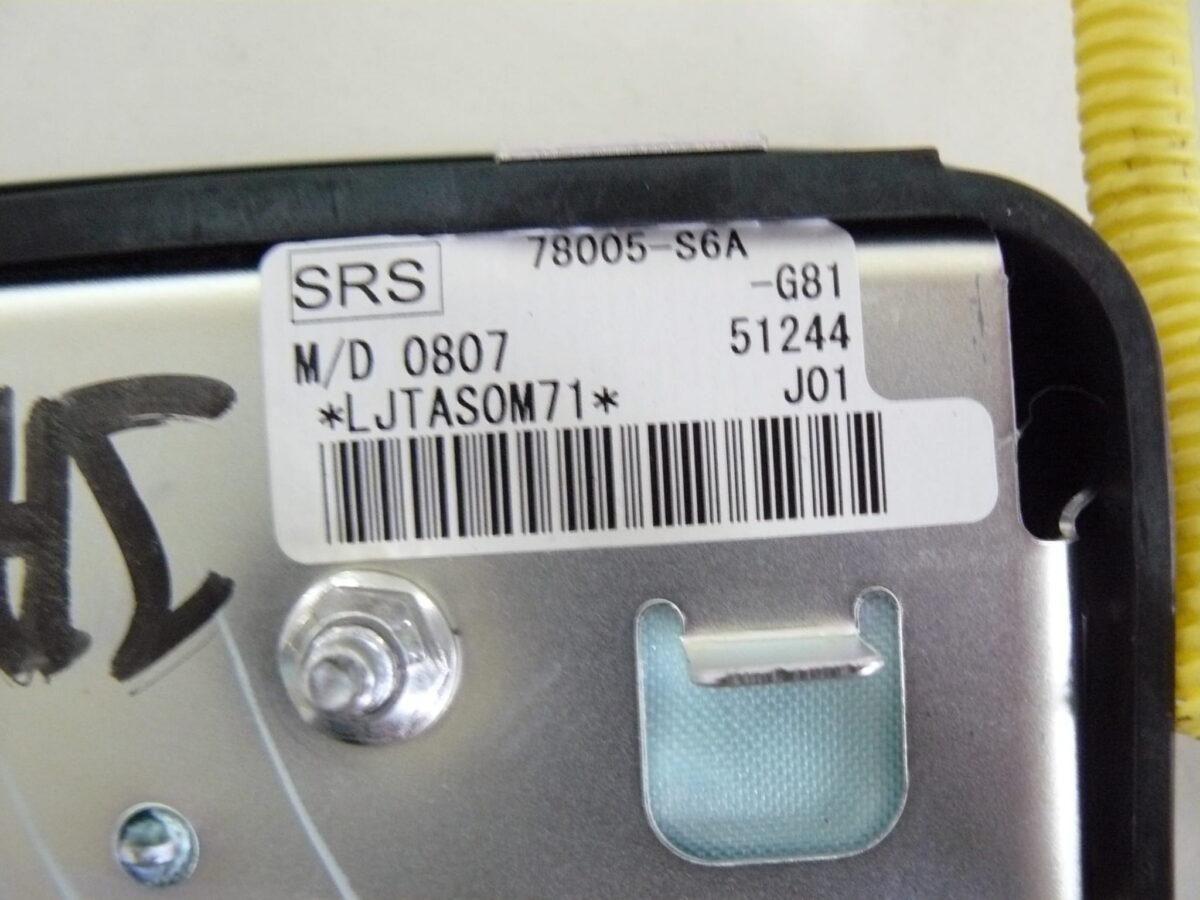 SRS 78005-S6A
-G81
M/D 0807 51244
*LJTASOM71* J01